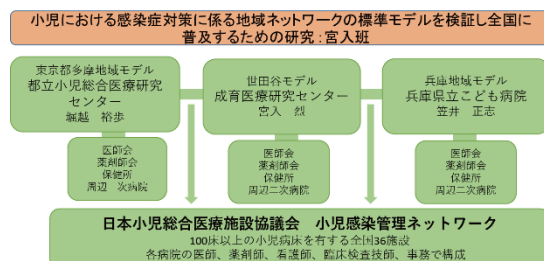 小児における感染症対策に係る地域ネットワークの標準モデルを検証し全国に
普及するための研究:宮入班
東京都多摩地域モデル
都立小児総合医療研究
センター
堀越 裕歩
世田谷モデル
成育医療研究センター
宮入 烈
兵庫地域モデル
兵庫県立こども病院
笠井 正志
医師会
薬剤師会
保健所
周辺二次病院
医師会
薬剤師会
保健所
周辺二次病院
医師会
薬剤師会
保健所
周辺二次病院
日本小児総合医療施設協議会 小児感染管理ネットワーク
100床以上の小児病床を有する全国36施設
各病院の医師、薬剤師、看護師、臨床検査技師、事務で構成